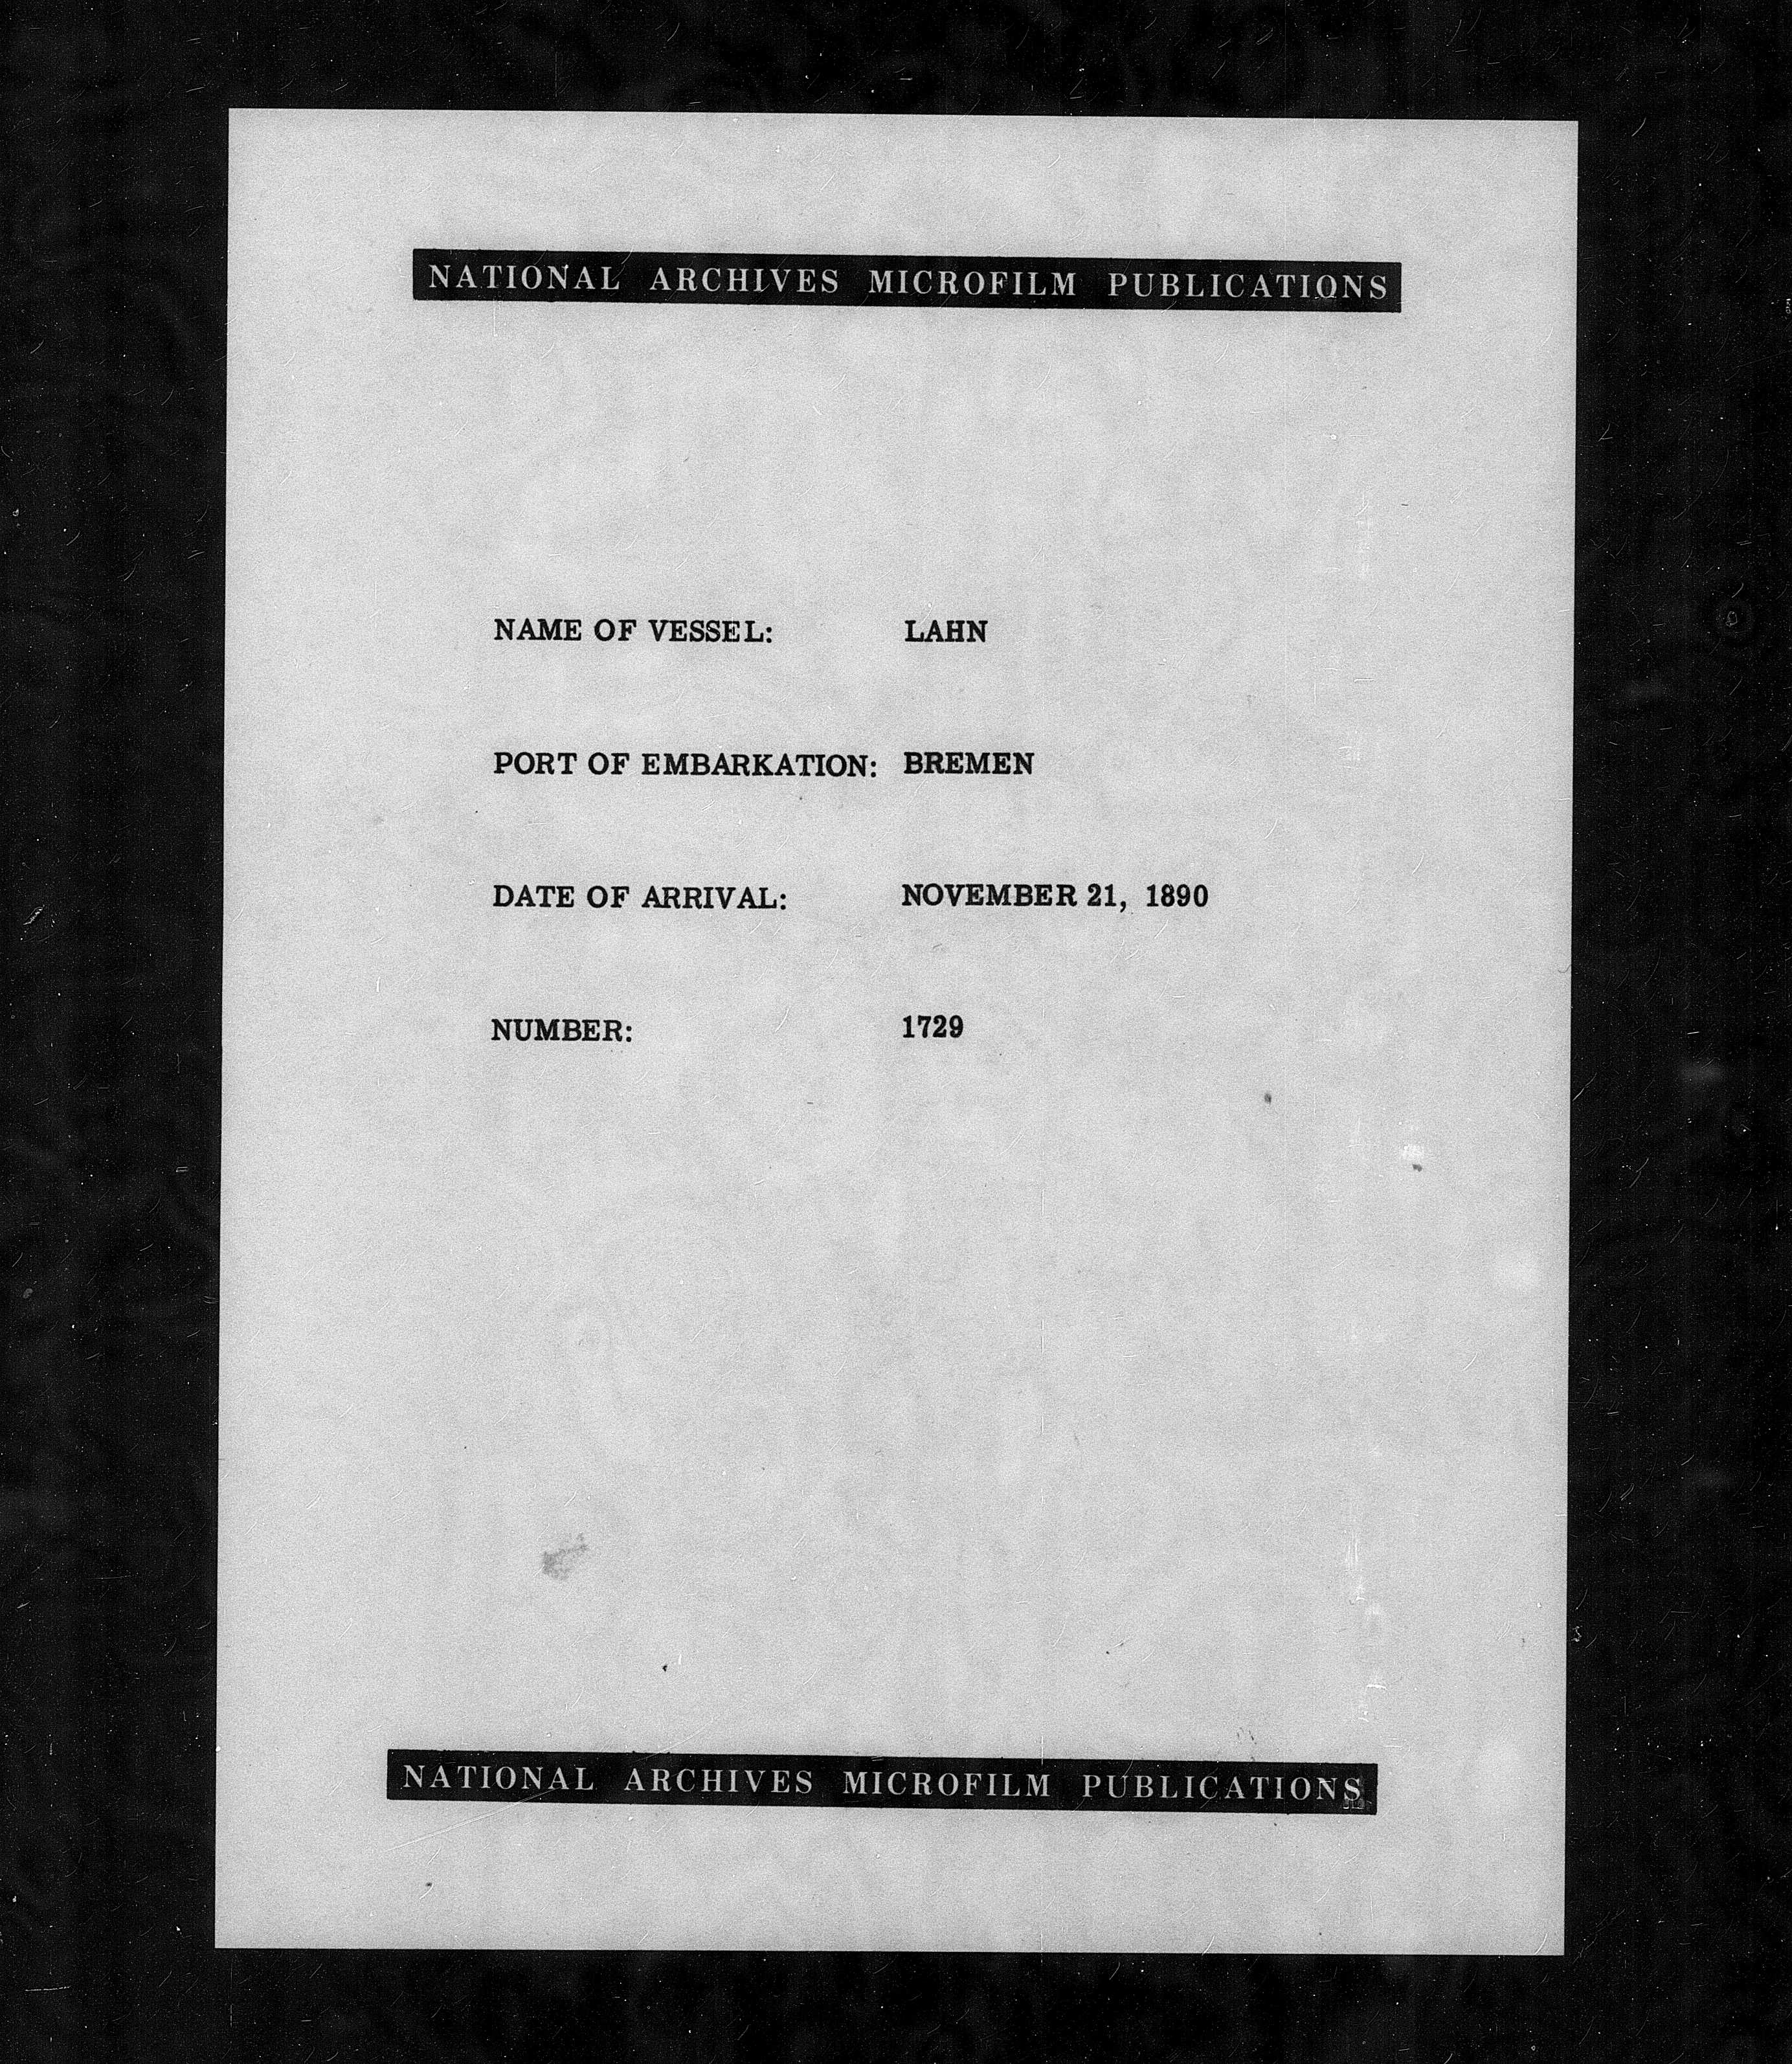 NATIONAL ARCHIVES MICROFILM PUBLICATIONS
NAME OF VESSEL: LAHN
PORT OF EMBARKATION: BREMEN
DATE OF ARRIVAL: NOVEMBER 21, 1890
NUMBER: 1729
NATIONAL ARCHIVES MICROFILM PUBLICATIONS